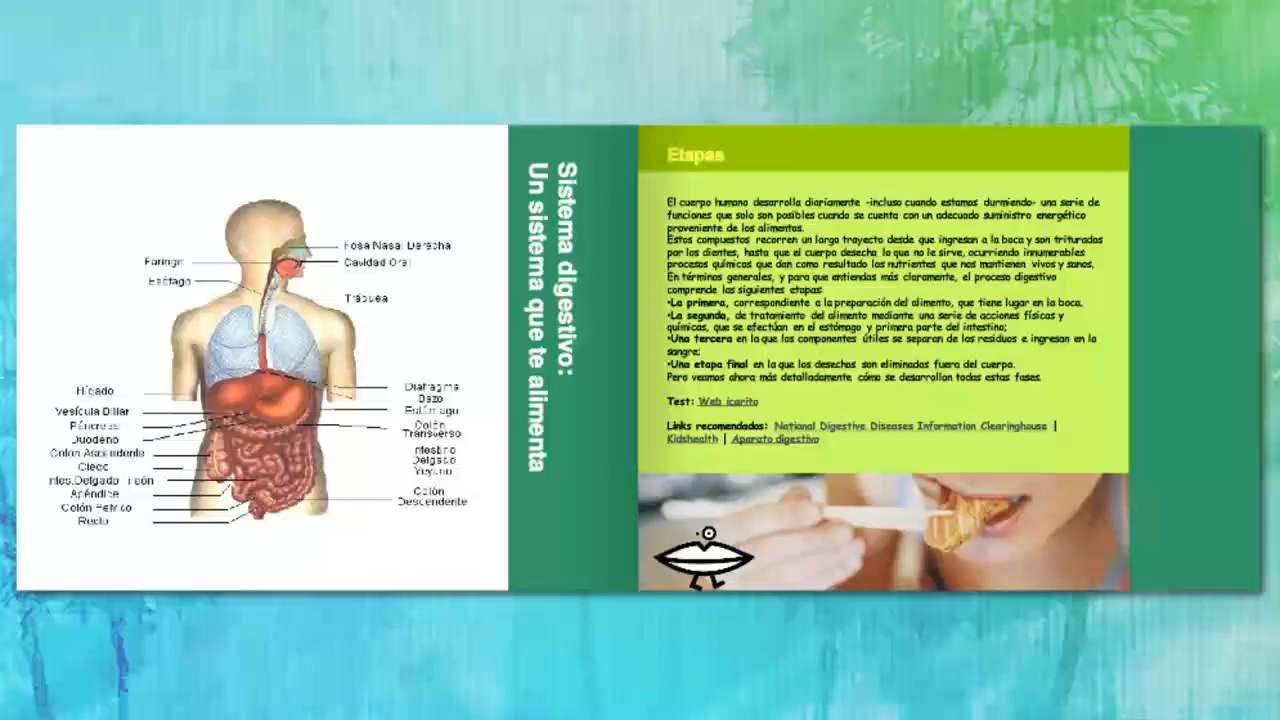 Fosa Nasal Derecha
Faringe
Cavidad Oral
Esófago
Tráquea
Hígado
Diafragma
Bazo
Vesícula Biliar
Estómago
Páncreas
Colón
Transverso
Duodeno
Colon Ascendente
Intestino
Delgado
Yeyuno
Ciego
Intes.Delgado
Apéndice
Colón
Descendente
Colón Pélvico
Recto
Sistema digestivo:
Un sistema que te alimenta
Etapas
El cuerpo humano desarrolla diariamente -incluso cuando estamos durmiendo- una serie de
funciones que solo son posibles cuando se cuenta con un adecuado suministro energético
proveniente de los alimentos.
Estos compuestos recorren un largo trayecto desde que ingresan a la boca y son trituradas
por los dientes, hasta que el cuerpo desecha lo que no le sirve, ocurriendo innumerables
procesos químicos que dan como resultado los nutrientes que nos mantienen vivos y sanos.
En términos generales, y para que entiendas más claramente, el proceso digestivo
comprende las siguientes etapas:
•La primera, correspondiente a la preparación del alimento, que tiene lugar en la boca.
•La segunda, de tratamiento del alimento mediante una serie de acciones físicas y
químicas, que se efectúan en el estómago y primera parte del intestino;
•Una tercera en la que los componentes útiles se separan de los residuos e ingresan en la
sangre;
•Una etapa final en la que los desechos son eliminados fuera del cuerpo.
Pero veamos ahora más detalladamente cómo se desarrollan todas estas fases.
Test: Web icarito
Links recomendados: National Digestive Diseases Information Clearinghouse |
Kidshealth | Aparato digestivo